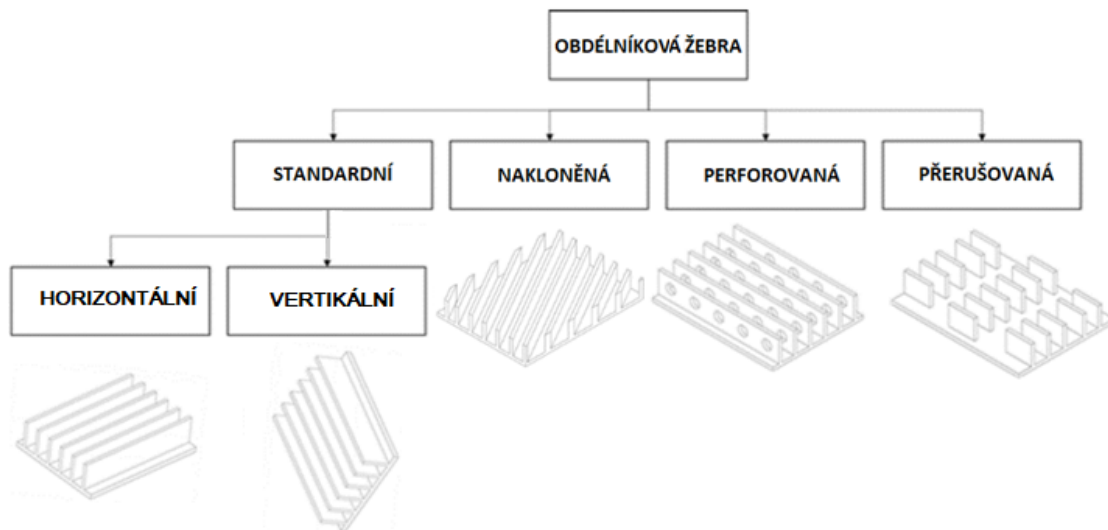 OBDÉLNÍKOVÁ ŽEBRA
STANDARDNÍ
NAKLONĚNÁ
PERFOROVANÁ
PŘERUŠOVANÁ
HORIZONTÁLNÍ
VERTIKÁLNÍ